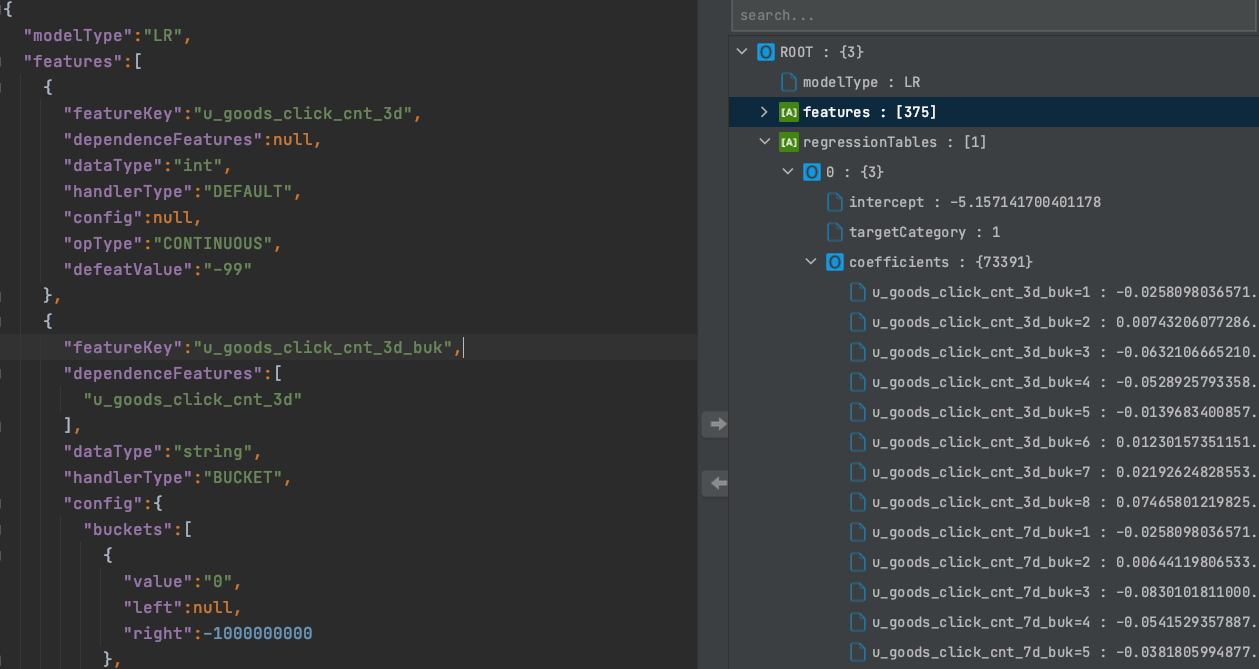 {
"modelType":"LR",
"features":[
{
"featureKey":"u_goods_click_cnt_3d",
"dependenceFeatures":null,
"dataType":"int",
"handlerType":"DEFAULT",
"config":null,
"opType":"CONTINUOUS",
"defeatValue":"-99"
},
{
"featureKey":"u_goods_click_cnt_3d_buk",
"dependenceFeatures":[
"u_goods_click_cnt_3d"
],
"dataType":"string",
"handlerType":"BUCKET",
"config":{
"buckets":[
{
"value":"0",
"left":null,
"right":-1000000000
},
search...
ROOT : {3}
modelType : LR
[A] features : [375]
[A] regressionTables : [1]
0 : {3}
intercept : -5.157141700401178
targetCategory : 1
coefficients : {73391}
u_goods_click_cnt_3d_buk=1 : -0.0258098036571.
u_goods_click_cnt_3d_buk=2 : 0.00743206077286.
u_goods_click_cnt_3d_buk=3 : -0.0632106665210.
u_goods_click_cnt_3d_buk=4 : -0.0528925793358.
u_goods_click_cnt_3d_buk=5 : -0.0139683400857.
u_goods_click_cnt_3d_buk=6 : 0.01230157351151.
u_goods_click_cnt_3d_buk=7 : 0.02192624828553.
u_goods_click_cnt_3d_buk=8 : 0.07465801219825.
u_goods_click_cnt_7d_buk=1 : -0.0258098036571.
u_goods_click_cnt_7d_buk=2 : 0.00644119806533.
u_goods_click_cnt_7d_buk=3 : -0.0830101811000.
u_goods_click_cnt_7d_buk=4 : -0.0541529357887.
u_goods_click_cnt_7d_buk=5 : -0.0381805994877.